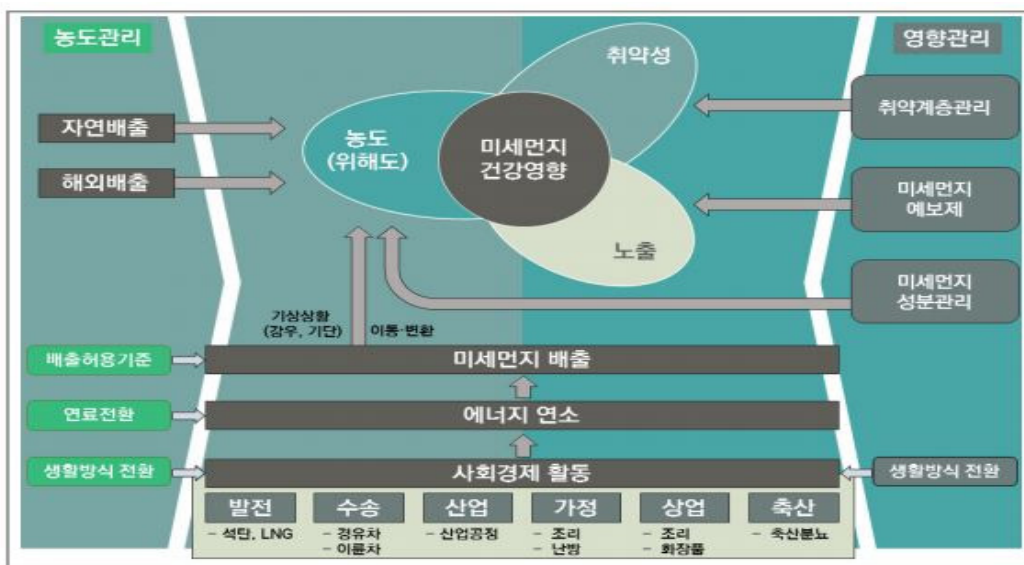 농도관리
영향관리
취약성
취약계층관리
자연배출
농도
(위해도)
미세먼지
건강영향
해외배출
미세먼지
예보제
노출
미세먼지
성분관리
기상상황
(강우, 기단)
이동·변환
배출허용기준
미세먼지 배출
연료전환
에너지 연소
생활방식 전환
사회경제 활동
생활방식 전환
발전
수송
산업
가정
상업
축산
- 석탄, LNG
- 경유차
- 이륜차
- 산업공정
- 조리
- 난방
- 조리
- 화장품
- 축산분뇨